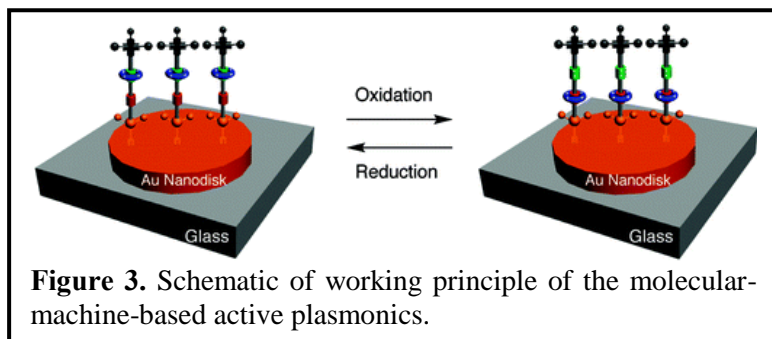 Oxidation
Reduction
Au Nanodisk
Glass
Au Nanodisk
Glass
Figure 3. Schematic of working principle of the molecular-
machine-based active plasmonics.